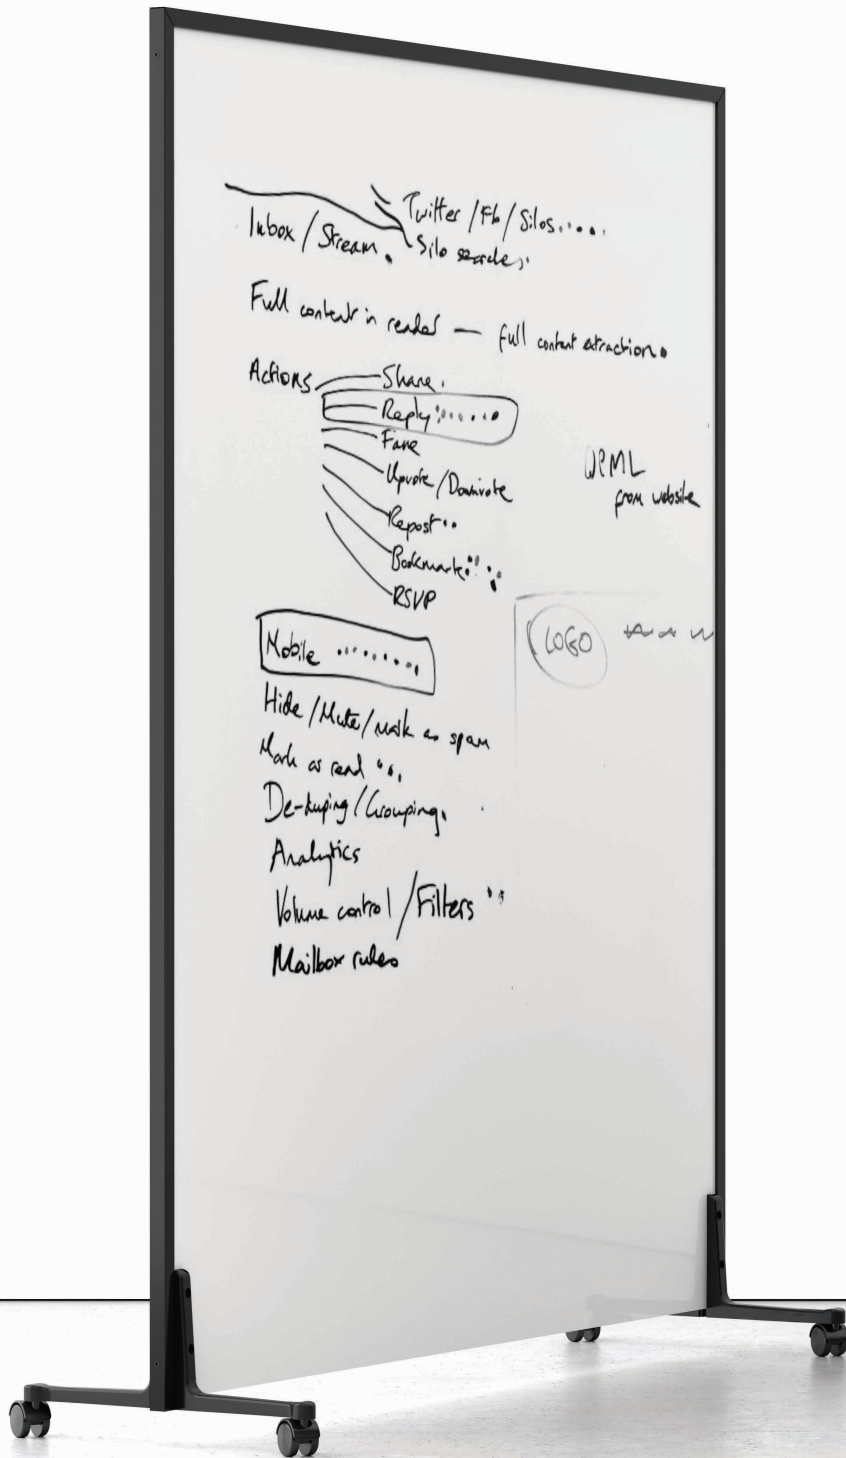 Twitter / Fb / Silos.....
Inbox / Stream.
Silo searches.
Full content in reader — full content extraction.
Actions
Share.
Reply
Fave
Upvote / Downvote
Repost..
Bookmark
RSVP
OPML
from website
LOGO
Mobile ........
Hide / Mute / mark as spam
Mark as read
De-duping / Grouping.
Analytics
Volume control / Filters
Mailbox rules